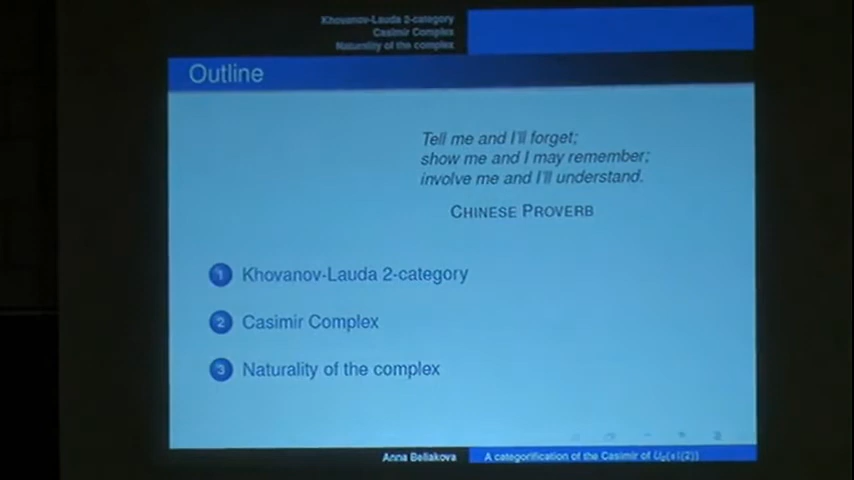 Khovanov-Lauda 2-category
Casimir Complex
Naturality of the complex
Outline
Tell me and I'll forget;
show me and I may remember;
involve me and I'll understand.
CHINESE PROVERB
1 Khovanov-Lauda 2-category
2 Casimir Complex
3 Naturality of the complex
Anna Beliakova
A categorification of the Casimir of